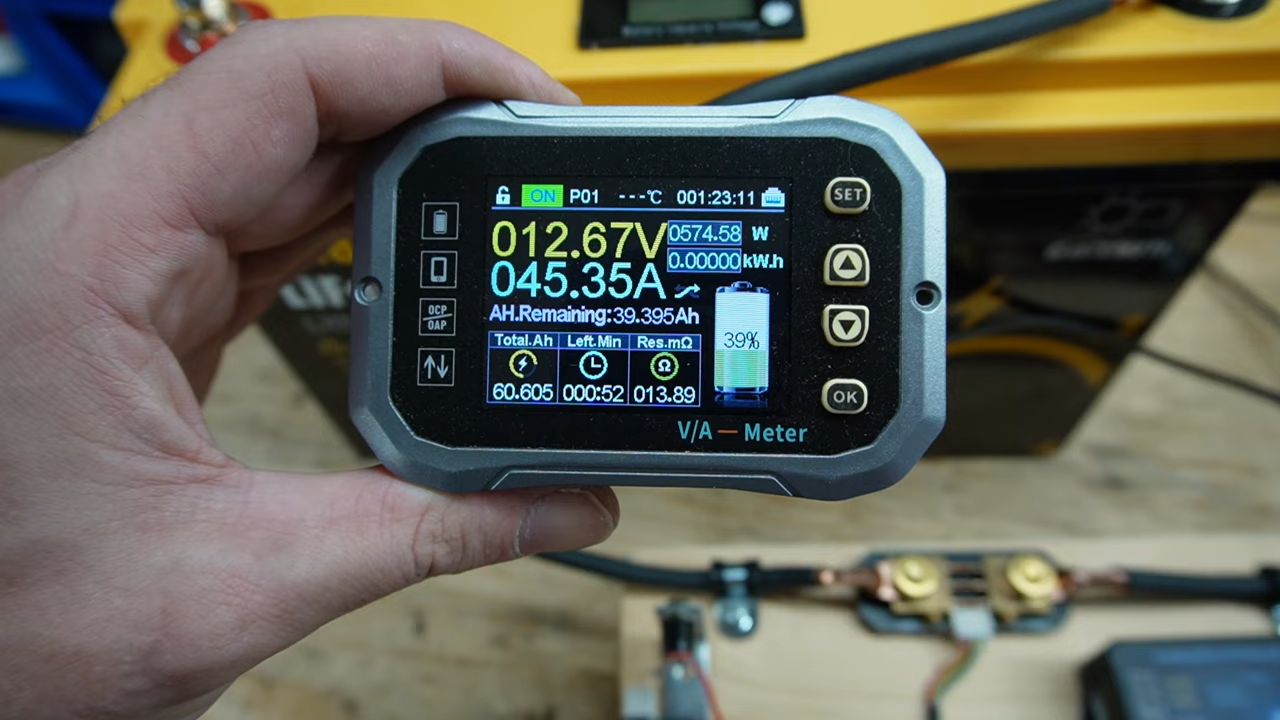 ON P01 ---℃ 001:23:11
SET
012.67V 0574.58 W
045.35A 0.00000 kW.h
AH.Remaining:39.395Ah
39%
OCP
OAP
Total.Ah Left.Min Res.mΩ
Ω
60.605 000:52 013.89
OK
V/A — Meter